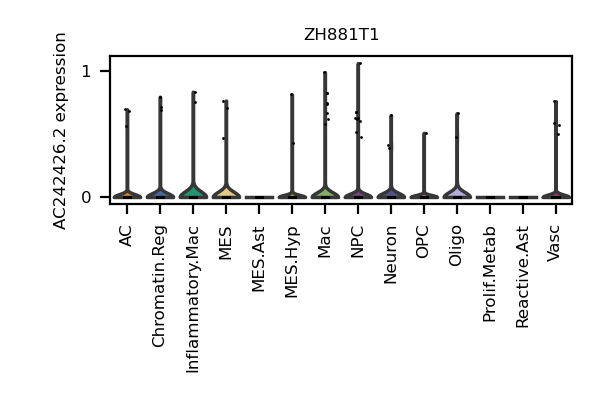 ZH881T1
AC242426.2 expression
1
0
AC
Chromatin.Reg
Inflammatory.Mac
MES
MES.Ast
MES.Hyp
Mac
NPC
Neuron
OPC
Oligo
Prolif.Metab
Reactive.Ast
Vasc